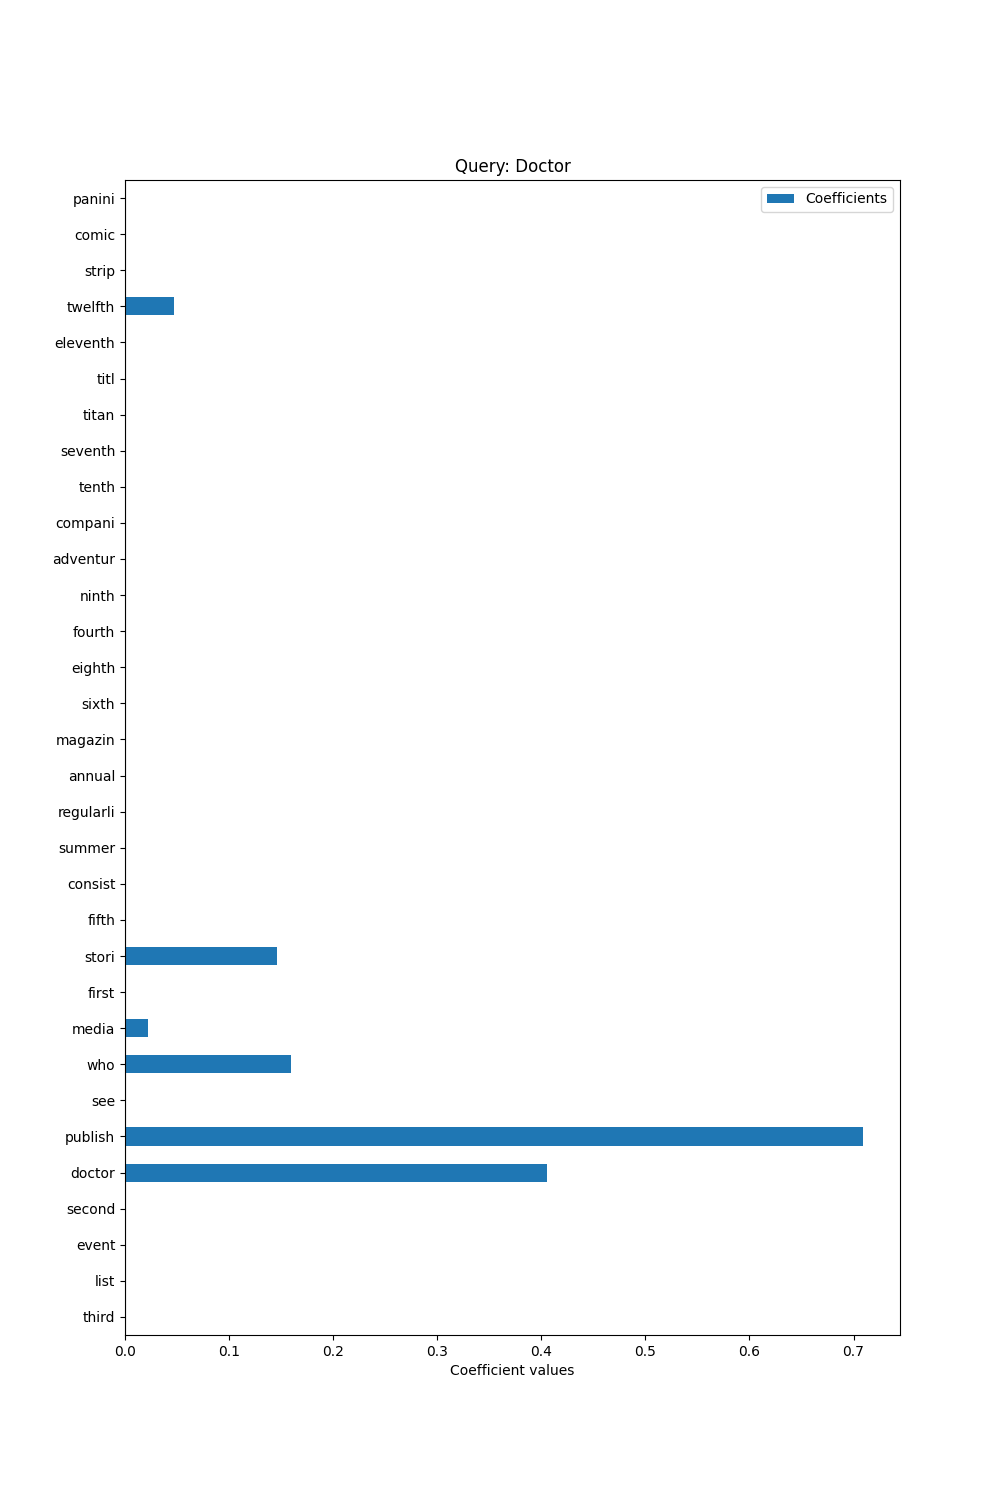 Query: Doctor
Coefficients
panini
comic
strip
twelfth
eleventh
titl
titan
seventh
tenth
compani
adventur
ninth
fourth
eighth
sixth
magazin
annual
regularli
summer
consist
fifth
stori
first
media
who
see
publish
doctor
second
event
list
third
0.0 0.1 0.2 0.3 0.4 0.5 0.6 0.7
Coefficient values